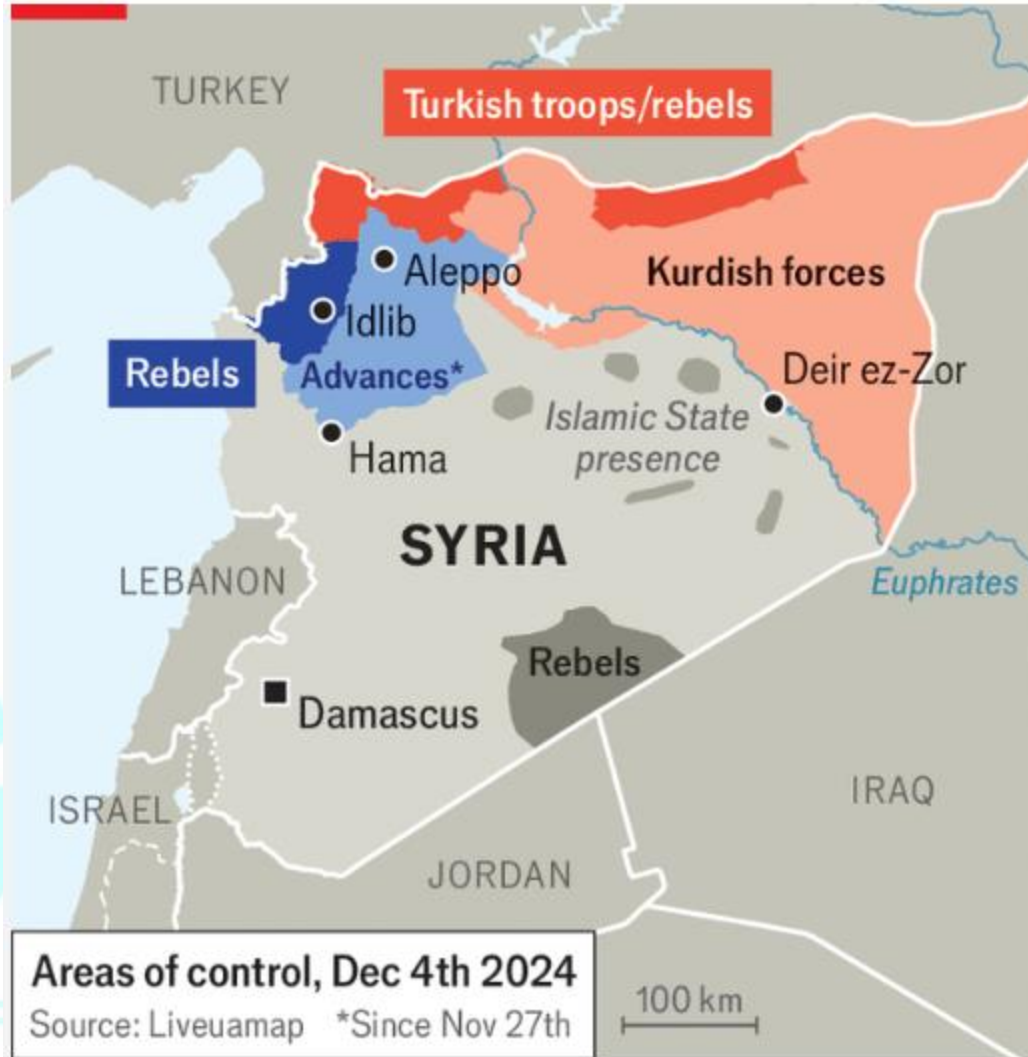 TURKEY
Turkish troops/rebels
Aleppo
Kurdish forces
Idlib
Rebels
Advances*
Deir ez-Zor
Islamic State
presence
Hama
SYRIA
LEBANON
Euphrates
Rebels
Damascus
ISRAEL
IRAQ
JORDAN
Areas of control, Dec 4th 2024
Source: Liveuamap *Since Nov 27th
100 km